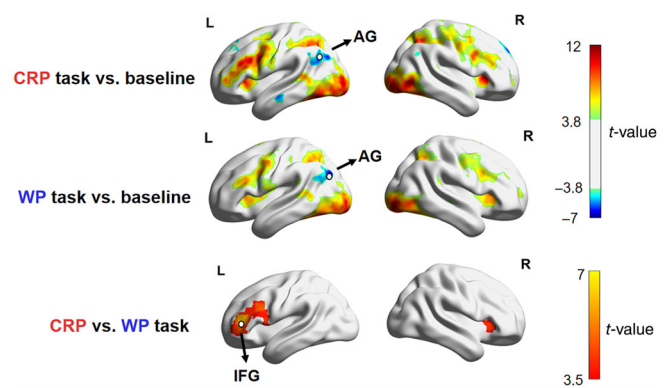 L
R
AG
CRP task vs. baseline
12
3.8
t-value
−3.8
−7
L
R
AG
WP task vs. baseline
L
R
CRP vs. WP task
IFG
7
t-value
3.5